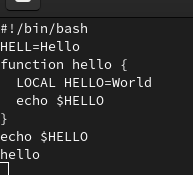 #!/bin/bash
HELL=Hello
function hello {
  LOCAL HELLO=World
  echo $HELLO
}
echo $HELLO
hello